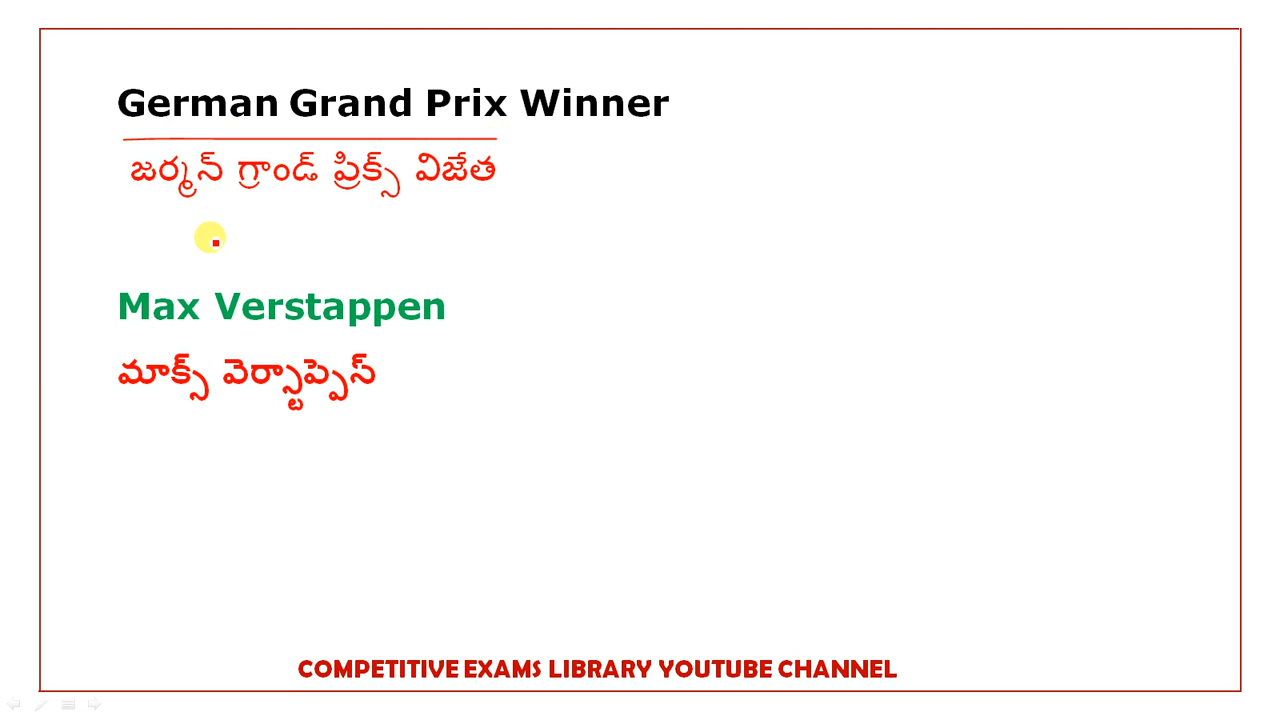 German Grand Prix Winner
జర్మన్ గ్రాండ్ ప్రిక్స్ విజేత
Max Verstappen
మాక్స్ వెర్స్టాప్పెస్
COMPETITIVE EXAMS LIBRARY YOUTUBE CHANNEL